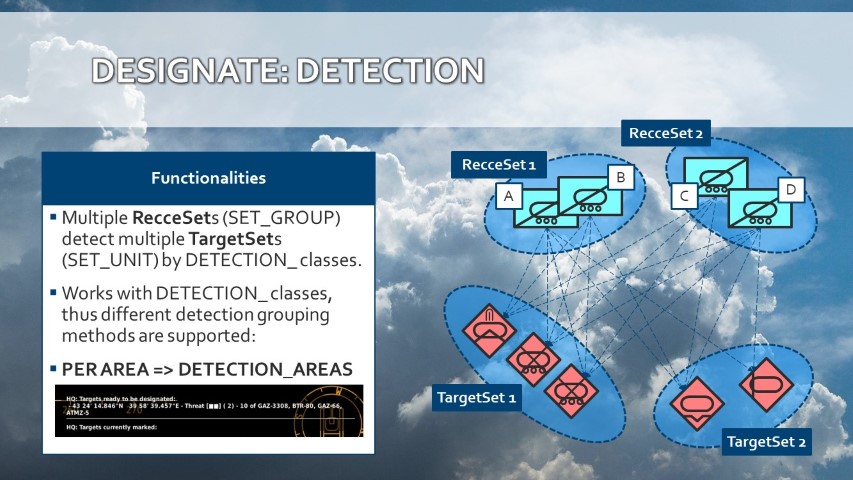 DESIGNATE: DETECTION
Functionalities
Multiple RecceSets (SET_GROUP)
detect multiple TargetSets
(SET_UNIT) by DETECTION_ classes.
Works with DETECTION_ classes,
thus different detection grouping
methods are supported:
PER AREA => DETECTION_AREAS
HQ: Targets ready to be designated:
- 43 24' 14.846"N 39 58' 39.457"E - Threat [■■] ( 2) - 10 of GAZ-3308, BTR-80, GAZ-66,
ATMZ-5
HQ: Targets currently marked:
RecceSet 1
RecceSet 2
A
B
C
D
TargetSet 1
TargetSet 2